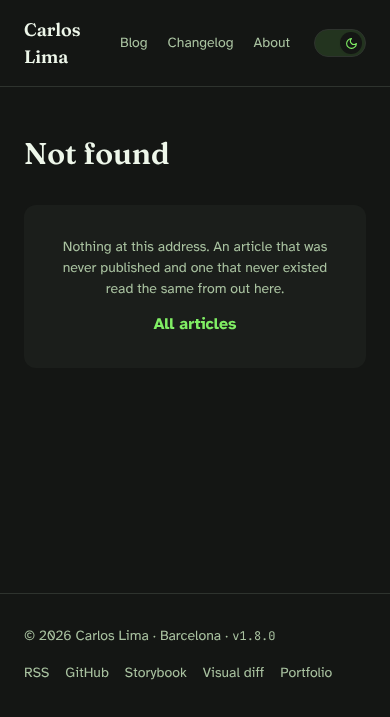 Carlos
Lima
Blog
Changelog
About
Not found
Nothing at this address. An article that was
never published and one that never existed
read the same from out here.
All articles
© 2026 Carlos Lima · Barcelona · v1.8.0
RSS
GitHub
Storybook
Visual diff
Portfolio